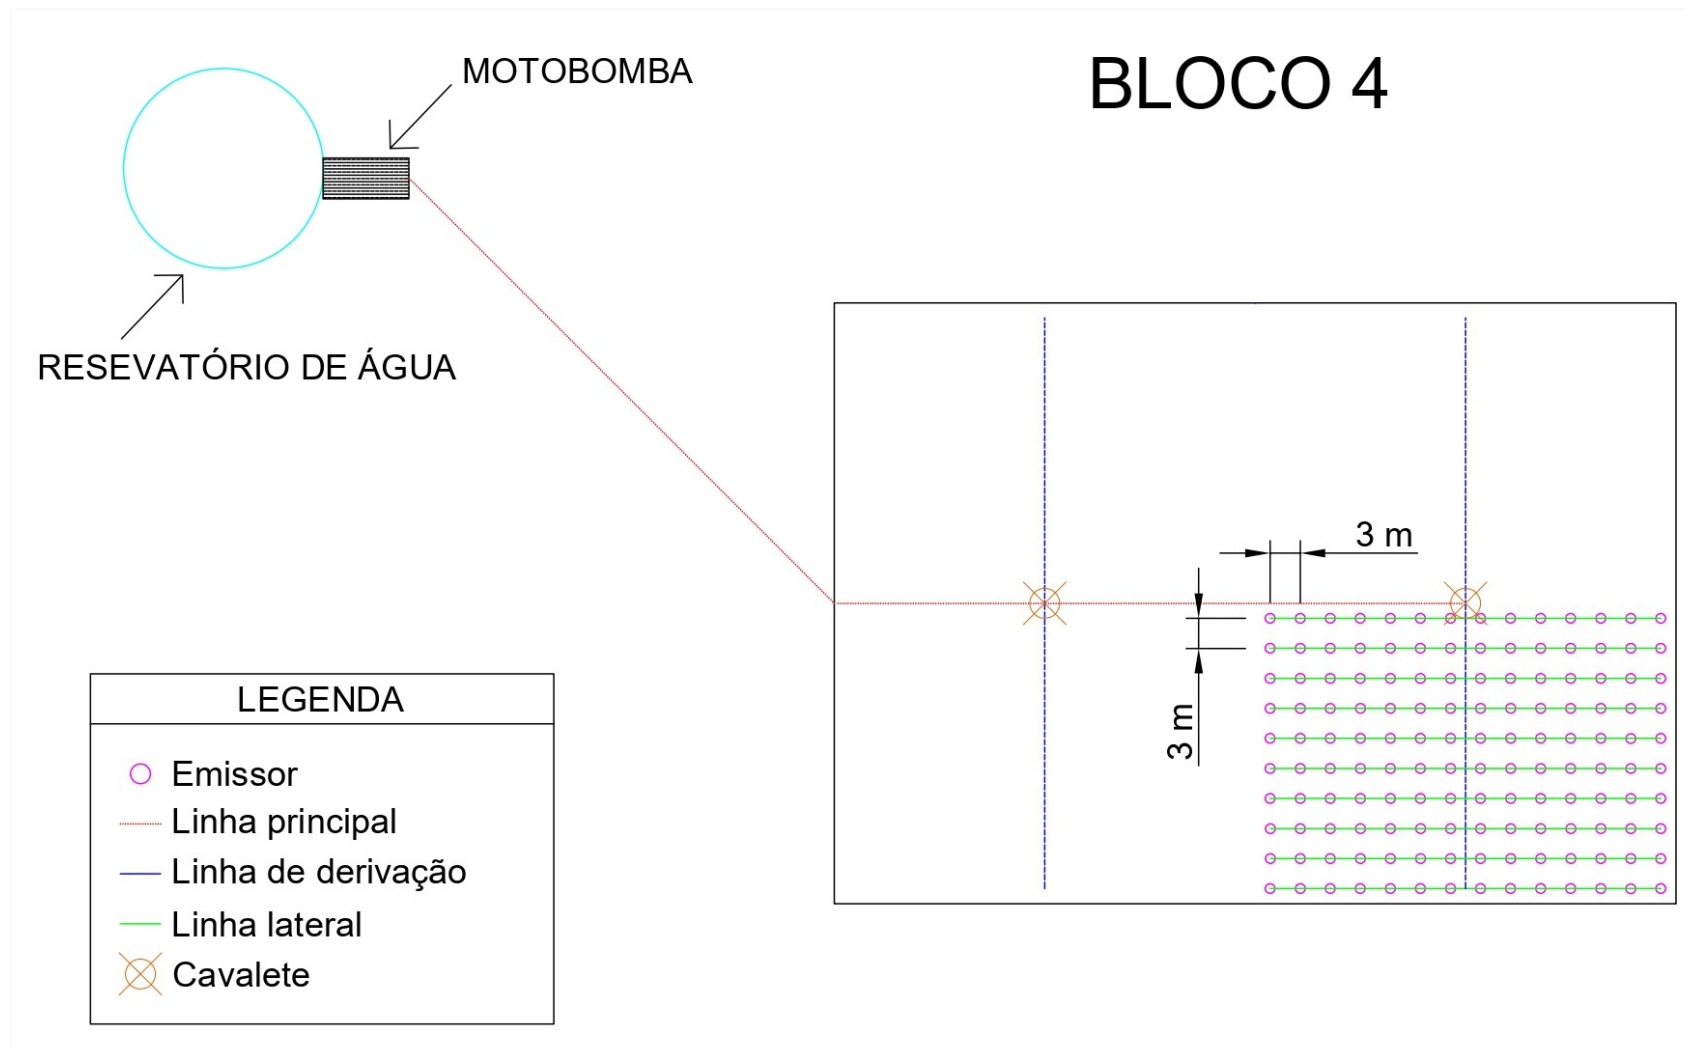 MOTOBOMBA
BLOCO 4
RESEVATÓRIO DE ÁGUA
3 m
3 m
LEGENDA
Emissor
Linha principal
Linha de derivação
Linha lateral
Cavalete